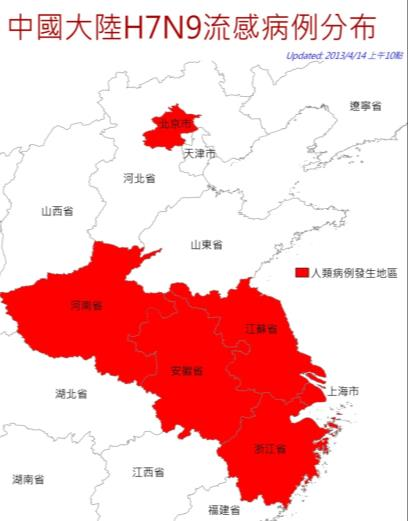 中國大陸H7N9流感病例分布
Updated: 2013/4/14 上午10點
遼寧省
北京市
天津市
河北省
山西省
山東省
人類病例發生地區
河南省
江蘇省
安徽省
上海市
湖北省
浙江省
江西省
湖南省
福建省